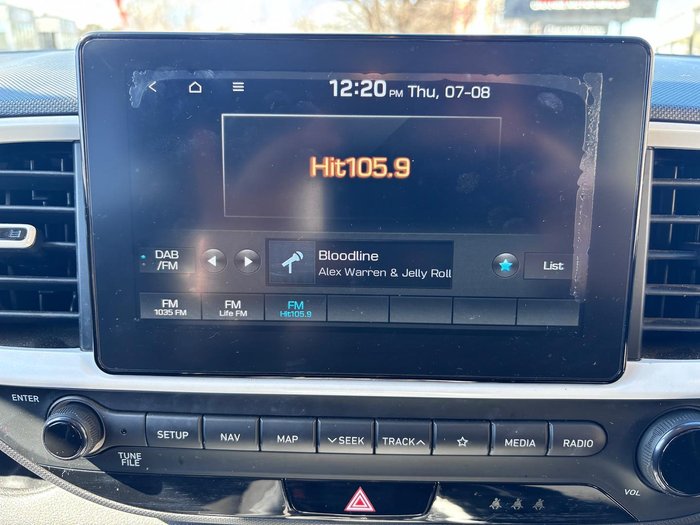 12:20 PM Thu, 07-08
Hit105.9
DAB
/FM
Bloodline
Alex Warren & Jelly Roll
List
FM
1035 FM
FM
Life FM
FM
Hit105.9
ENTER
TUNE
FILE
SETUP
NAV
MAP
SEEK
TRACK
MEDIA
RADIO
VOL